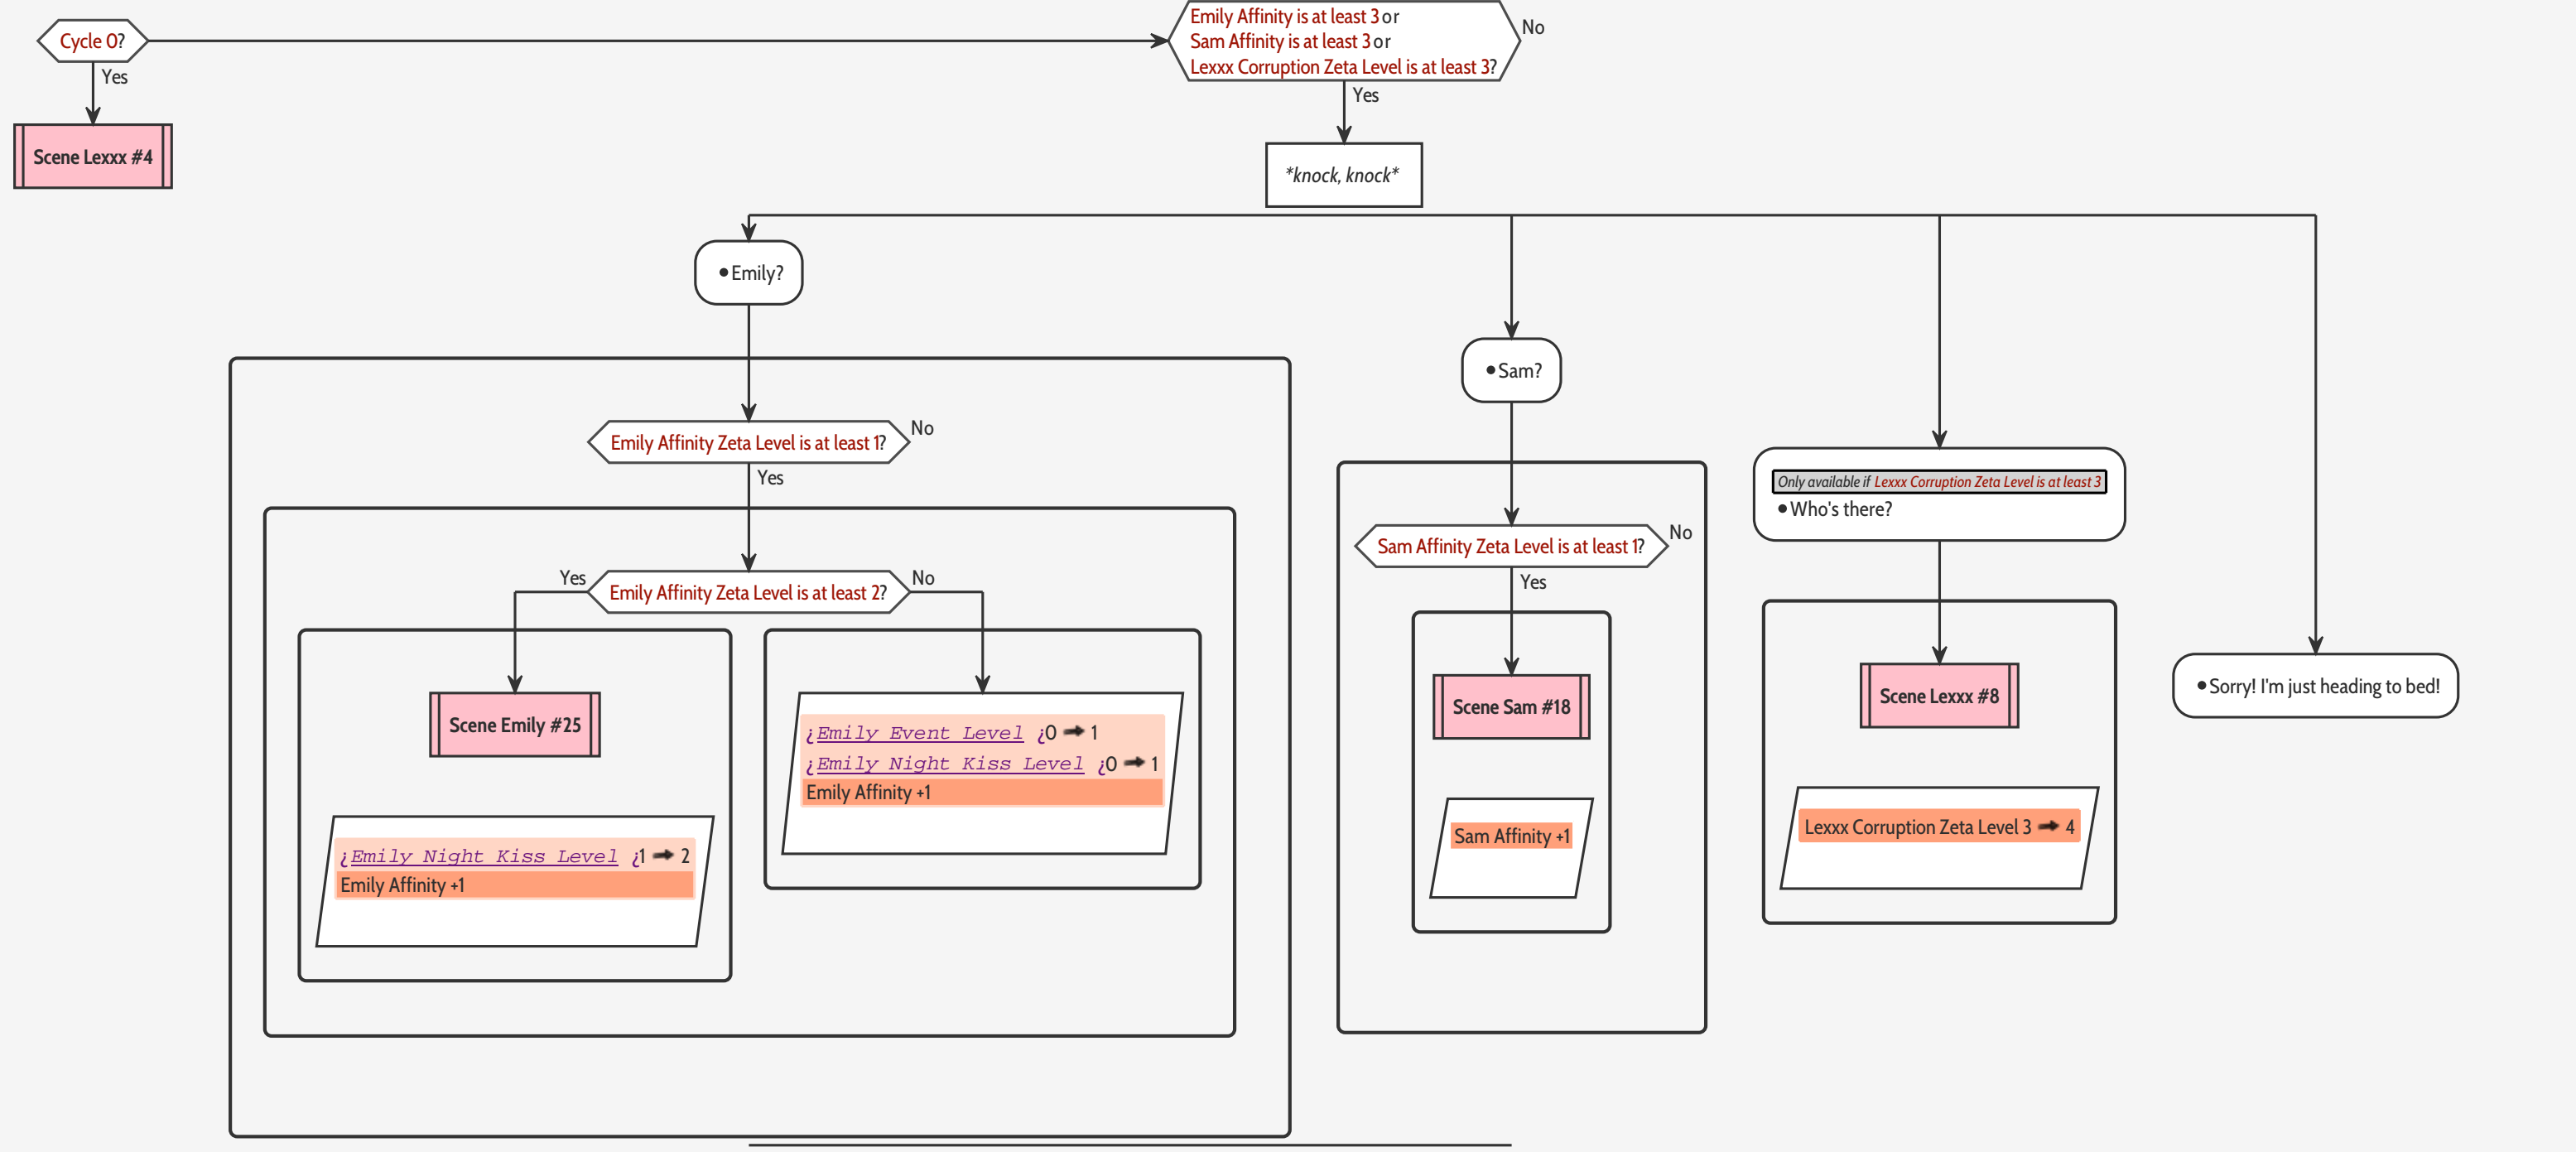 Cycle 0?
Yes
Scene Lexxx #4
Emily Affinity is at least 3 or
Sam Affinity is at least 3 or
Lexxx Corruption Zeta Level is at least 3?
No
Yes
*knock, knock*
•Emily?
Emily Affinity Zeta Level is at least 1?
No
Yes
Emily Affinity Zeta Level is at least 2?
Yes
No
Scene Emily #25
¿Emily Night Kiss Level ¿1 ➡ 2
Emily Affinity +1
¿Emily Event Level ¿0 ➡ 1
¿Emily Night Kiss Level ¿0 ➡ 1
Emily Affinity +1
•Sam?
Sam Affinity Zeta Level is at least 1?
No
Yes
Scene Sam #18
Sam Affinity +1
Only available if Lexxx Corruption Zeta Level is at least 3
•Who's there?
Scene Lexxx #8
Lexxx Corruption Zeta Level 3 ➡ 4
•Sorry! I'm just heading to bed!